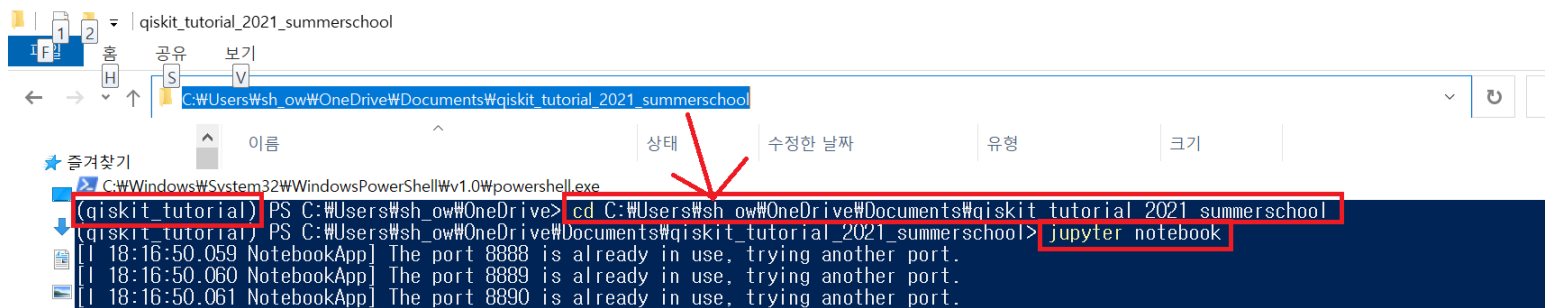 1 2 qiskit_tutorial_2021_summerschool
파일 F 홈 공유 보기
H S V
C:₩Users₩sh_ow₩OneDrive₩Documents₩qiskit_tutorial_2021_summerschool
이름 상태 수정한 날짜 유형 크기
즐겨찾기
C:₩Windows₩System32₩WindowsPowerShell₩v1.0₩powershell.exe
(qiskit_tutorial) PS C:₩Users₩sh_ow₩OneDrive> cd C:₩Users₩sh_ow₩OneDrive₩Documents₩qiskit_tutorial_2021_summerschool
(qiskit_tutorial) PS C:₩Users₩sh_ow₩OneDrive₩Documents₩qiskit_tutorial_2021_summerschool> jupyter notebook
[I 18:16:50.059 NotebookApp] The port 8888 is already in use, trying another port.
[I 18:16:50.060 NotebookApp] The port 8889 is already in use, trying another port.
[I 18:16:50.061 NotebookApp] The port 8890 is already in use, trying another port.